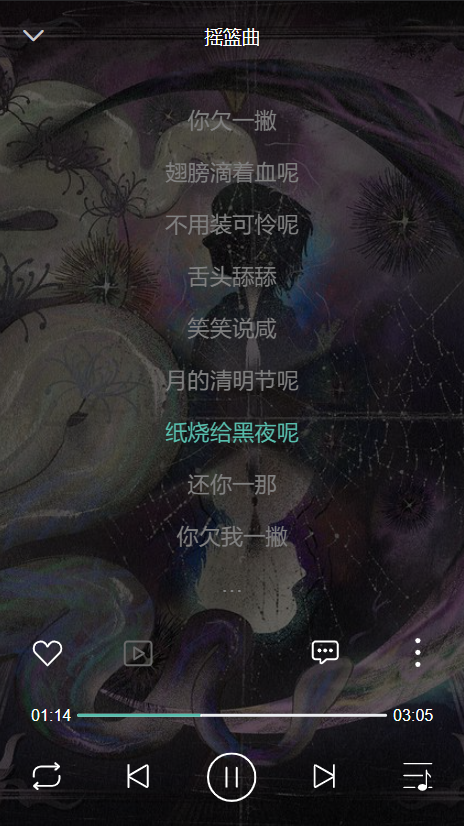 摇篮曲
你欠一撇
翅膀滴着血呢
不用装可怜呢
舌头舔舔
笑笑说咸
月的清明节呢
纸烧给黑夜呢
还你一那
你欠我一撇
...
01:14
03:05